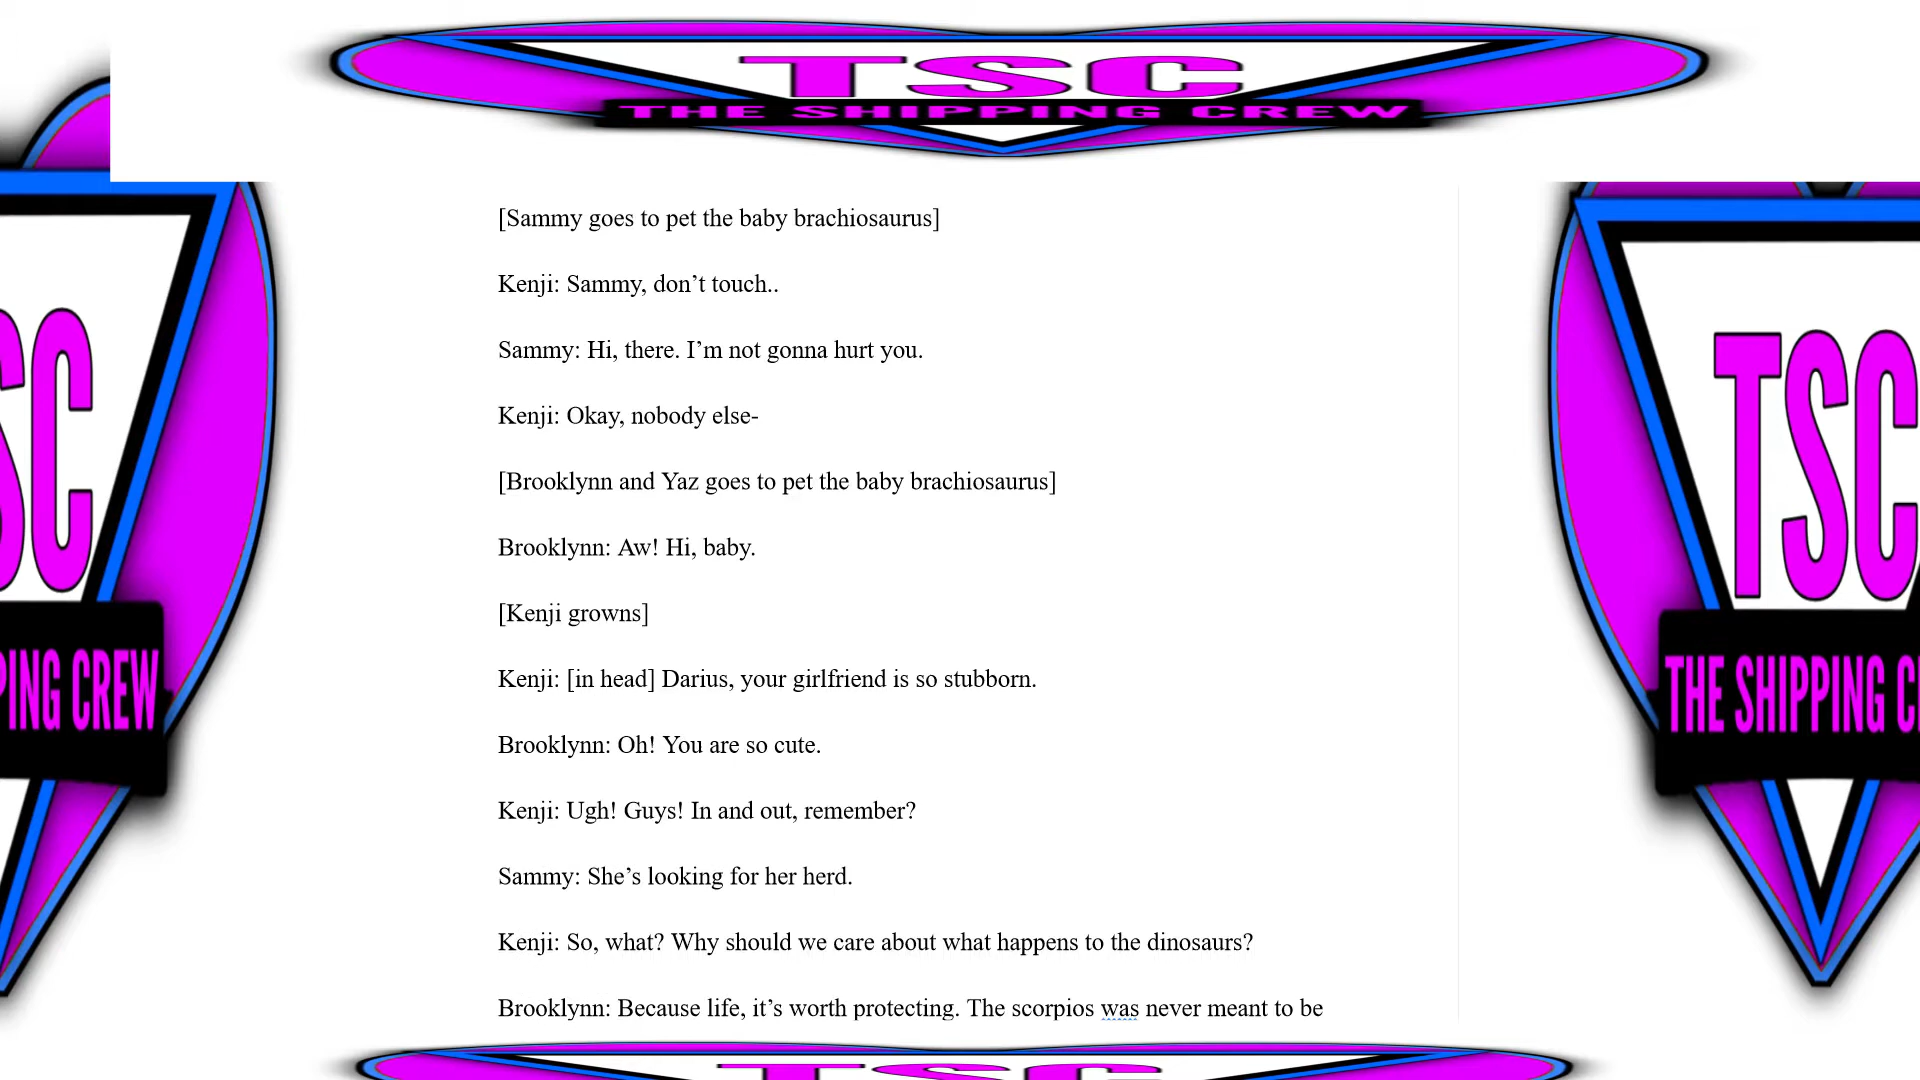 TSC
THE SHIPPING CREW
[Sammy goes to pet the baby brachiosaurus]
Kenji: Sammy, don’t touch..
Sammy: Hi, there. I’m not gonna hurt you.
Kenji: Okay, nobody else-
[Brooklynn and Yaz goes to pet the baby brachiosaurus]
Brooklynn: Aw! Hi, baby.
[Kenji growns]
Kenji: [in head] Darius, your girlfriend is so stubborn.
Brooklynn: Oh! You are so cute.
Kenji: Ugh! Guys! In and out, remember?
Sammy: She’s looking for her herd.
Kenji: So, what? Why should we care about what happens to the dinosaurs?
Brooklynn: Because life, it’s worth protecting. The scorpios was never meant to be
SC
PING CREW
TSC
THE SHIPPING C
TSC